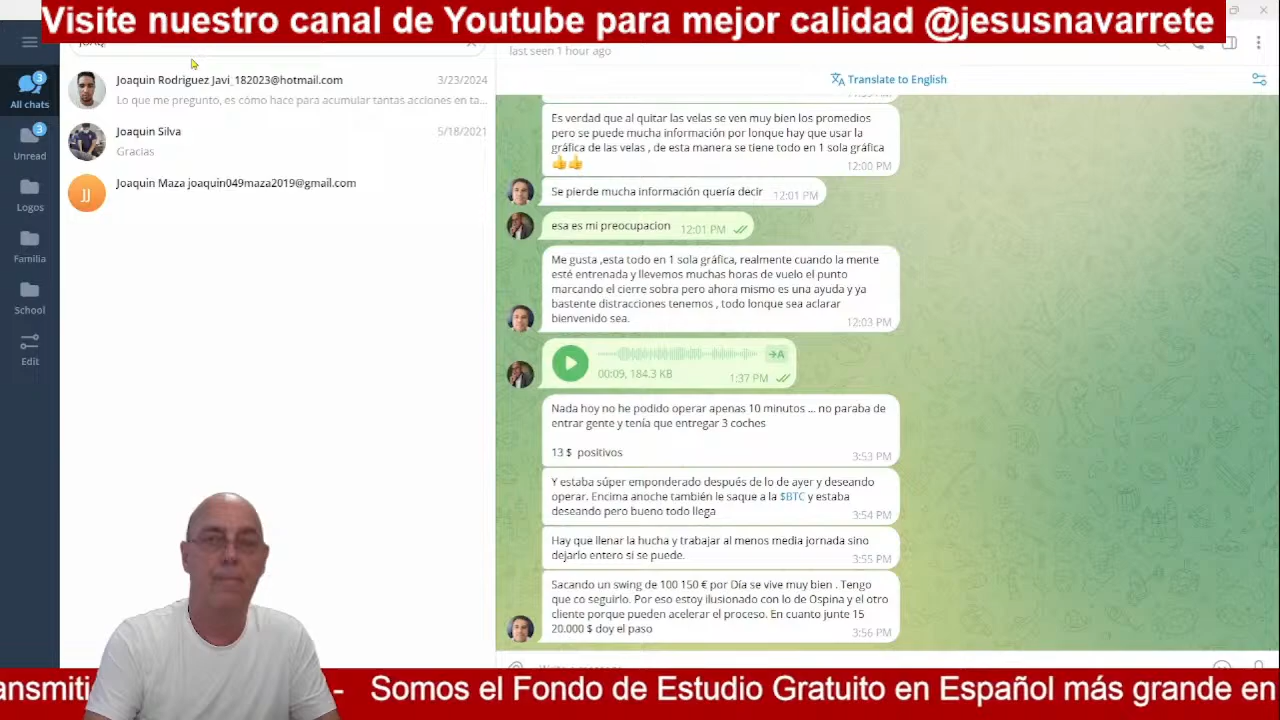 Visite nuestro canal de Youtube para mejor calidad @jesusnavarrete
last seen 1 hour ago
All chats
3
Unread
3
Logos
Familia
School
Edit
Joaquin Rodriguez Javi_182023@hotmail.com
3/23/2024
Lo que me pregunto, es cómo hace para acumular tantas acciones en ta...
Joaquin Silva
5/18/2021
Gracias
JJ
Joaquin Maza joaquin049maza2019@gmail.com
Translate to English
Es verdad que al quitar las velas se ven muy bien los promedios
pero se puede mucha información por lonque hay que usar la
gráfica de las velas , de esta manera se tiene todo en 1 sola gráfica
👍👍
12:00 PM
Se pierde mucha información quería decir
12:01 PM
esa es mi preocupacion
12:01 PM
Me gusta ,esta todo en 1 sola gráfica, realmente cuando la mente
esté entrenada y llevemos muchas horas de vuelo el punto
marcando el cierre sobra pero ahora mismo es una ayuda y ya
bastente distracciones tenemos , todo lonque sea aclarar
bienvenido sea.
12:03 PM
→A
00:09, 184.3 KB
1:37 PM
Nada hoy no he podido operar apenas 10 minutos ... no paraba de
entrar gente y tenía que entregar 3 coches
13 $ positivos
3:53 PM
Y estaba súper emponderado después de lo de ayer y deseando
operar. Encima anoche también le saque a la $BTC y estaba
deseando pero bueno todo llega
3:54 PM
Hay que llenar la hucha y trabajar al menos media jornada sino
dejarlo entero si se puede.
3:55 PM
Sacando un swing de 100 150 € por Día se vive muy bien . Tengo
que co seguirlo. Por eso estoy ilusionado con lo de Ospina y el otro
cliente porque pueden acelerar el proceso. En cuanto junte 15
20.000 $ doy el paso
3:56 PM
ansmiti
- Somos el Fondo de Estudio Gratuito en Español más grande en